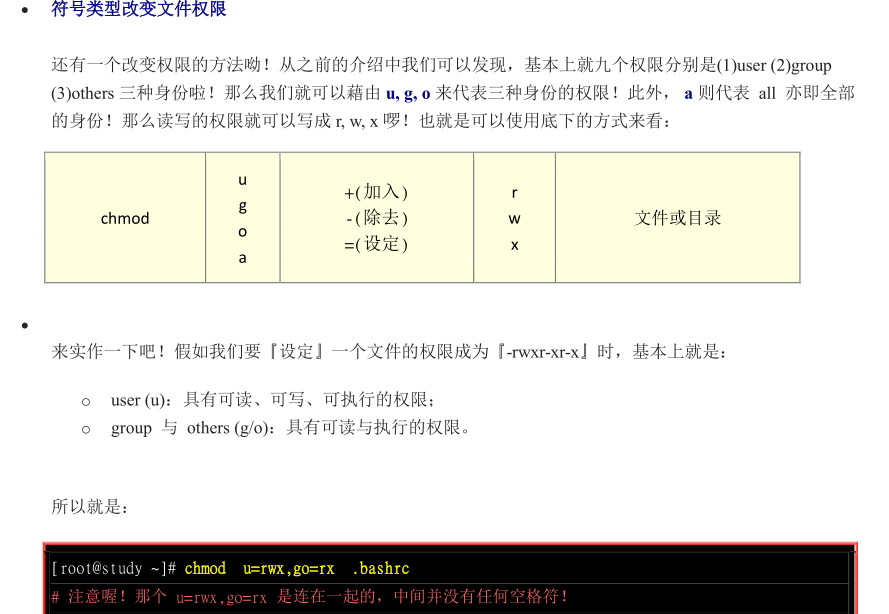 符号类型改变文件权限
还有一个改变权限的方法呦！从之前的介绍中我们可以发现，基本上就九个权限分别是(1)user (2)group
(3)others 三种身份啦！那么我们就可以藉由 u, g, o 来代表三种身份的权限！此外， a 则代表 all 亦即全部
的身份！那么读写的权限就可以写成 r, w, x 啰！也就是可以使用底下的方式来看：
chmod
u
g
o
a
+(加入)
-(除去)
=(设定)
r
w
x
文件或目录
来实作一下吧！假如我们要『设定』一个文件的权限成为『-rwxr-xr-x』时，基本上就是：
user (u)：具有可读、可写、可执行的权限；
group 与 others (g/o)：具有可读与执行的权限。
所以就是：
[root@study ~]# chmod u=rwx,go=rx .bashrc
# 注意喔！那个 u=rwx,go=rx 是连在一起的，中间并没有任何空格符！